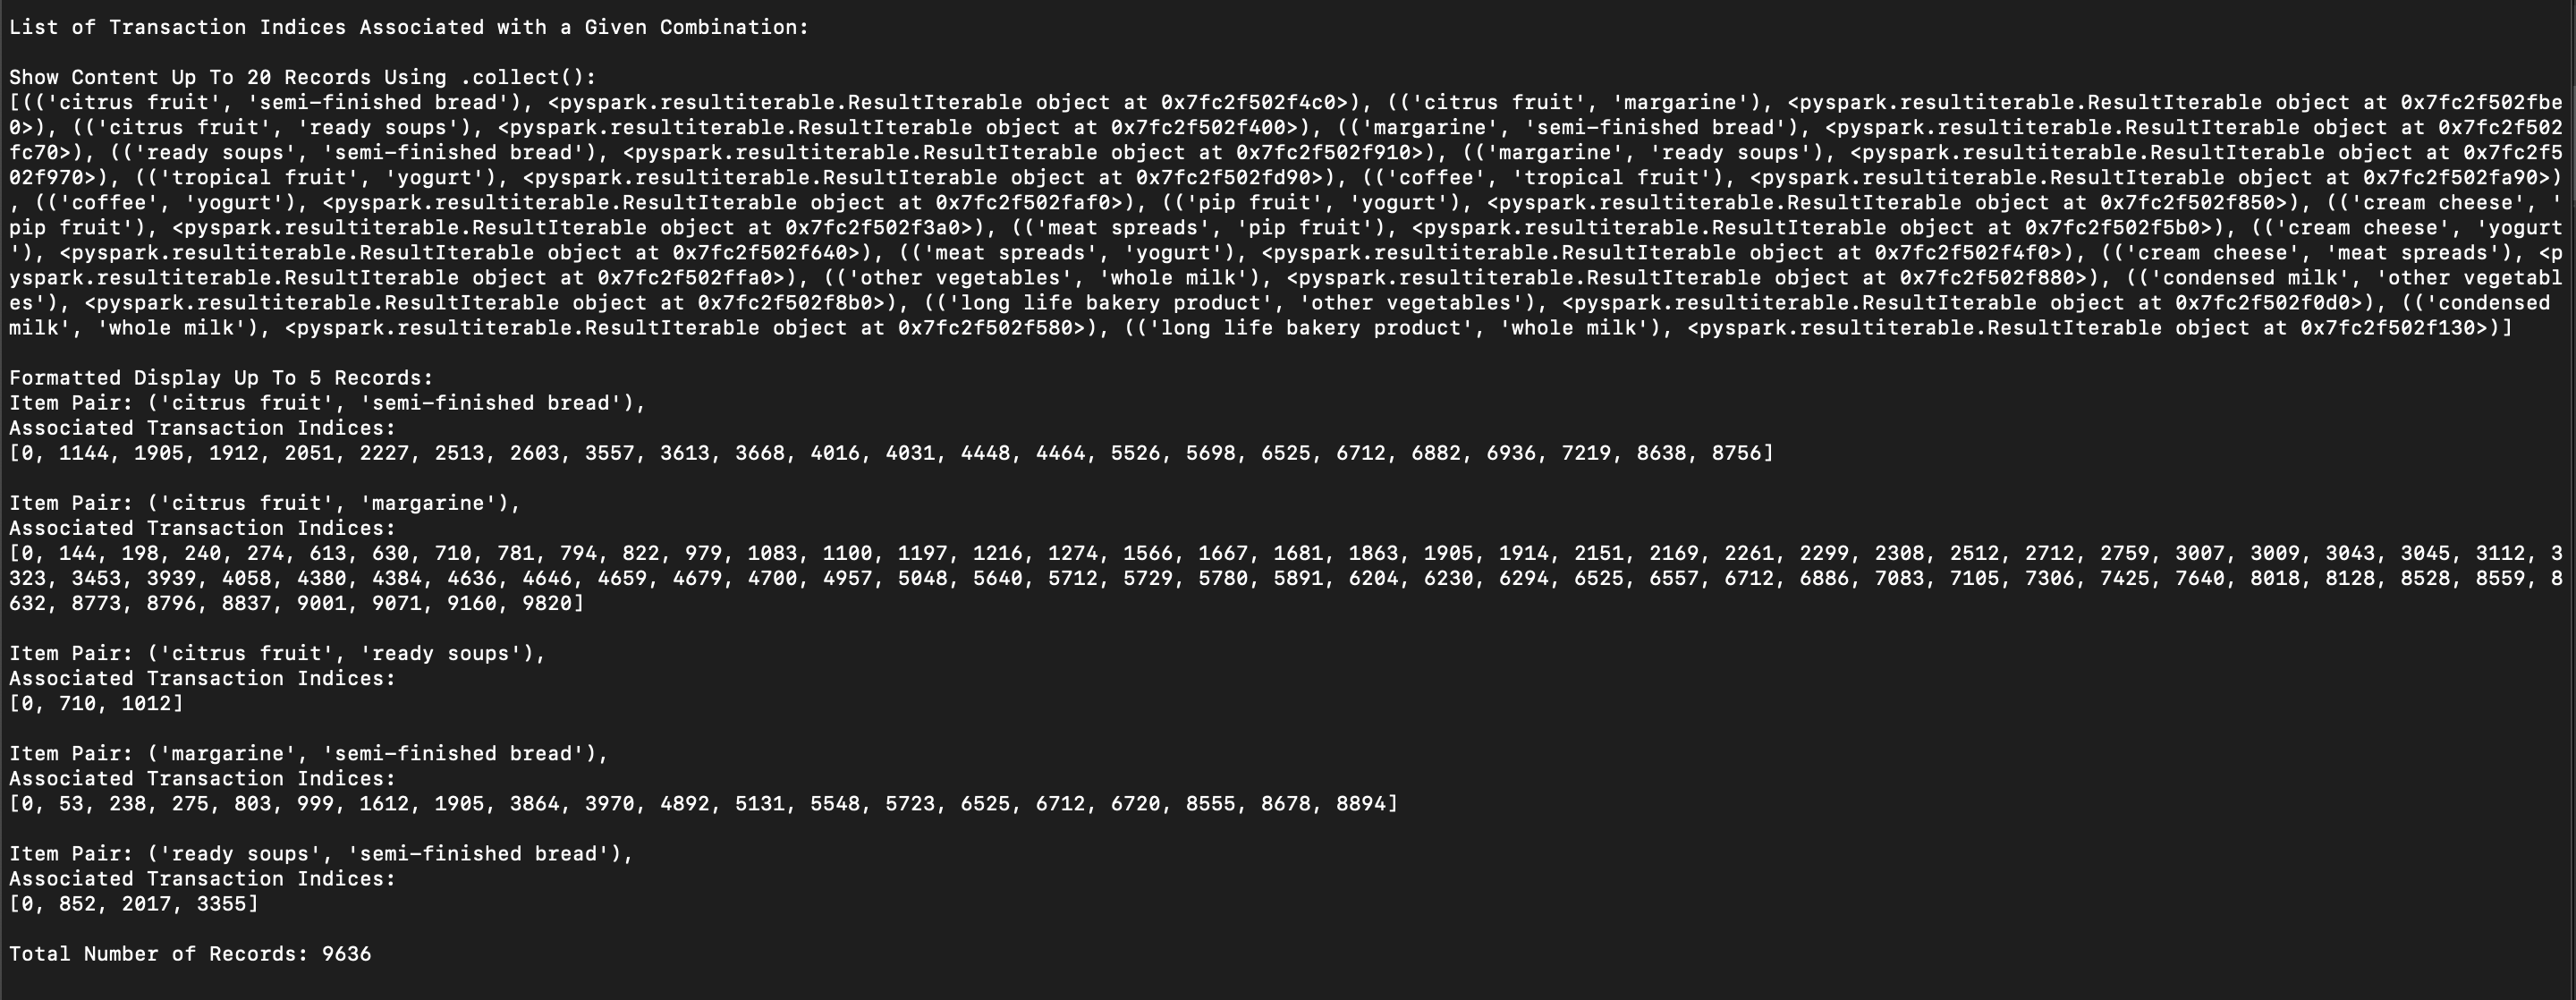 List of Transaction Indices Associated with a Given Combination:
Show Content Up To 20 Records Using .collect():
[(('citrus fruit', 'semi-finished bread'), <pyspark.resultiterable.ResultIterable object at 0x7fc2f502f4c0>), (('citrus fruit', 'margarine'), <pyspark.resultiterable.ResultIterable object at 0x7fc2f502fbe
0>), (('citrus fruit', 'ready soups'), <pyspark.resultiterable.ResultIterable object at 0x7fc2f502f400>), (('margarine', 'semi-finished bread'), <pyspark.resultiterable.ResultIterable object at 0x7fc2f502
fc70>), (('ready soups', 'semi-finished bread'), <pyspark.resultiterable.ResultIterable object at 0x7fc2f502f910>), (('margarine', 'ready soups'), <pyspark.resultiterable.ResultIterable object at 0x7fc2f5
02f970>), (('tropical fruit', 'yogurt'), <pyspark.resultiterable.ResultIterable object at 0x7fc2f502fd90>), (('coffee', 'tropical fruit'), <pyspark.resultiterable.ResultIterable object at 0x7fc2f502fa90>)
, (('coffee', 'yogurt'), <pyspark.resultiterable.ResultIterable object at 0x7fc2f502faf0>), (('pip fruit', 'yogurt'), <pyspark.resultiterable.ResultIterable object at 0x7fc2f502f850>), (('cream cheese', '
pip fruit'), <pyspark.resultiterable.ResultIterable object at 0x7fc2f502f3a0>), (('meat spreads', 'pip fruit'), <pyspark.resultiterable.ResultIterable object at 0x7fc2f502f5b0>), (('cream cheese', 'yogurt
'), <pyspark.resultiterable.ResultIterable object at 0x7fc2f502f640>), (('meat spreads', 'yogurt'), <pyspark.resultiterable.ResultIterable object at 0x7fc2f502f4f0>), (('cream cheese', 'meat spreads'), <p
yspark.resultiterable.ResultIterable object at 0x7fc2f502ffa0>), (('other vegetables', 'whole milk'), <pyspark.resultiterable.ResultIterable object at 0x7fc2f502f880>), (('condensed milk', 'other vegetabl
es'), <pyspark.resultiterable.ResultIterable object at 0x7fc2f502f8b0>), (('long life bakery product', 'other vegetables'), <pyspark.resultiterable.ResultIterable object at 0x7fc2f502f0d0>), (('condensed
milk', 'whole milk'), <pyspark.resultiterable.ResultIterable object at 0x7fc2f502f580>), (('long life bakery product', 'whole milk'), <pyspark.resultiterable.ResultIterable object at 0x7fc2f502f130>)]
Formatted Display Up To 5 Records:
Item Pair: ('citrus fruit', 'semi-finished bread'),
Associated Transaction Indices:
[0, 1144, 1905, 1912, 2051, 2227, 2513, 2603, 3557, 3613, 3668, 4016, 4031, 4448, 4464, 5526, 5698, 6525, 6712, 6882, 6936, 7219, 8638, 8756]
Item Pair: ('citrus fruit', 'margarine'),
Associated Transaction Indices:
[0, 144, 198, 240, 274, 613, 630, 710, 781, 794, 822, 979, 1083, 1100, 1197, 1216, 1274, 1566, 1667, 1681, 1863, 1905, 1914, 2151, 2169, 2261, 2299, 2308, 2512, 2712, 2759, 3007, 3009, 3043, 3045, 3112, 3
323, 3453, 3939, 4058, 4380, 4384, 4636, 4646, 4659, 4679, 4700, 4957, 5048, 5640, 5712, 5729, 5780, 5891, 6204, 6230, 6294, 6525, 6557, 6712, 6886, 7083, 7105, 7306, 7425, 7640, 8018, 8128, 8528, 8559, 8
632, 8773, 8796, 8837, 9001, 9071, 9160, 9820]
Item Pair: ('citrus fruit', 'ready soups'),
Associated Transaction Indices:
[0, 710, 1012]
Item Pair: ('margarine', 'semi-finished bread'),
Associated Transaction Indices:
[0, 53, 238, 275, 803, 999, 1612, 1905, 3864, 3970, 4892, 5131, 5548, 5723, 6525, 6712, 6720, 8555, 8678, 8894]
Item Pair: ('ready soups', 'semi-finished bread'),
Associated Transaction Indices:
[0, 852, 2017, 3355]
Total Number of Records: 9636